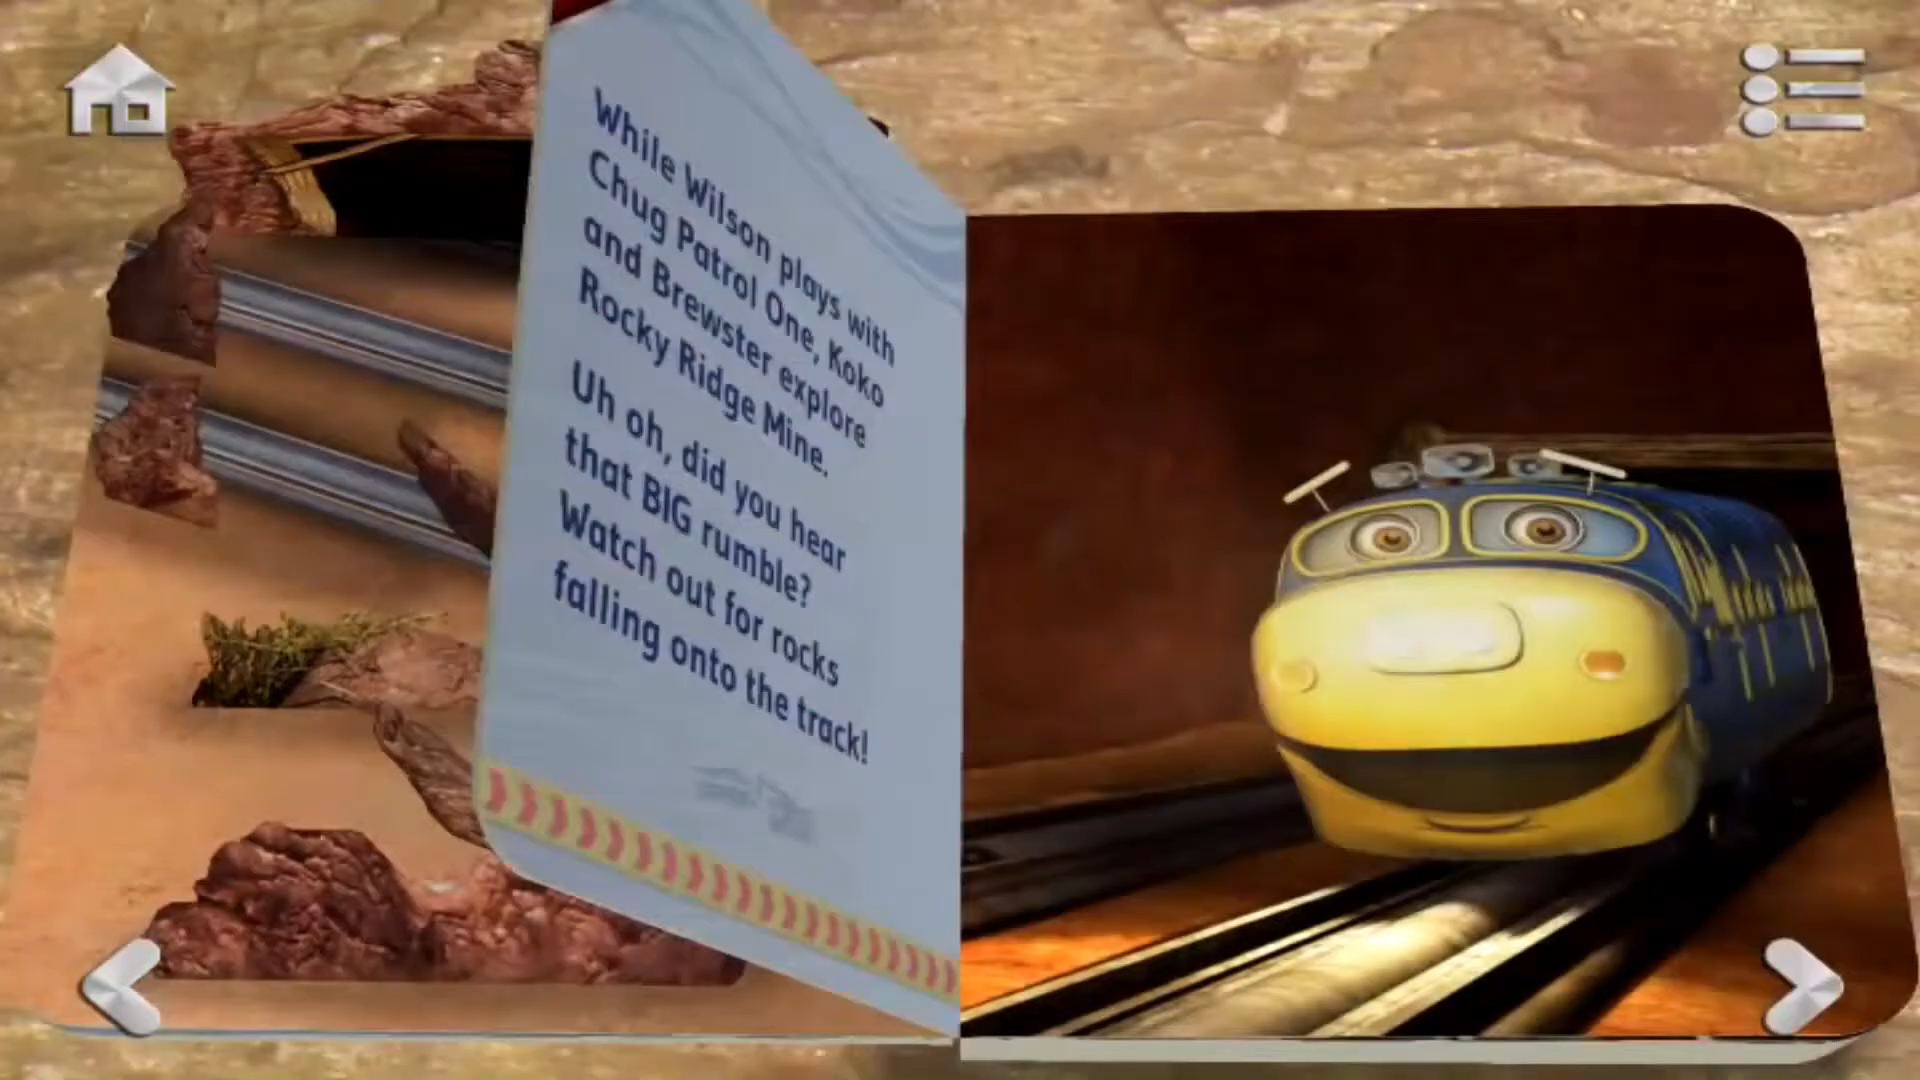 While Wilson plays with
Chug Patrol One, Koko
and Brewster explore
Rocky Ridge Mine.
Uh oh, did you hear
that BIG rumble?
Watch out for rocks
falling onto the track!